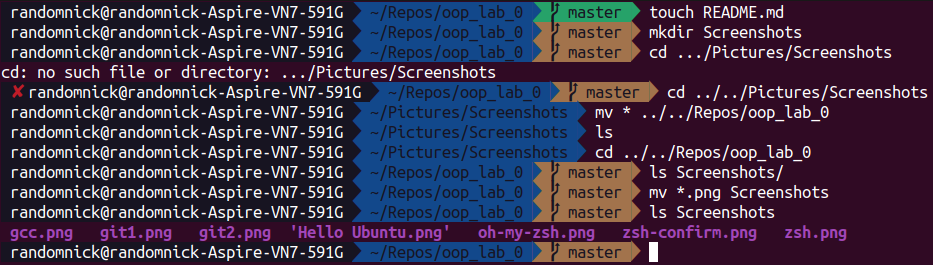 randomnick@randomnick-Aspire-VN7-591G ~/Repos/oop_lab_0 master touch README.md
randomnick@randomnick-Aspire-VN7-591G ~/Repos/oop_lab_0 master mkdir Screenshots
randomnick@randomnick-Aspire-VN7-591G ~/Repos/oop_lab_0 master cd .../Pictures/Screenshots
cd: no such file or directory: .../Pictures/Screenshots
✘ randomnick@randomnick-Aspire-VN7-591G ~/Repos/oop_lab_0 master cd ../../Pictures/Screenshots
randomnick@randomnick-Aspire-VN7-591G ~/Pictures/Screenshots mv * ../../Repos/oop_lab_0
randomnick@randomnick-Aspire-VN7-591G ~/Pictures/Screenshots ls
randomnick@randomnick-Aspire-VN7-591G ~/Pictures/Screenshots cd ../../Repos/oop_lab_0
randomnick@randomnick-Aspire-VN7-591G ~/Repos/oop_lab_0 master ls Screenshots/
randomnick@randomnick-Aspire-VN7-591G ~/Repos/oop_lab_0 master mv *.png Screenshots
randomnick@randomnick-Aspire-VN7-591G ~/Repos/oop_lab_0 master ls Screenshots
gcc.png git1.png git2.png 'Hello Ubuntu.png' oh-my-zsh.png zsh-confirm.png zsh.png
randomnick@randomnick-Aspire-VN7-591G ~/Repos/oop_lab_0 master